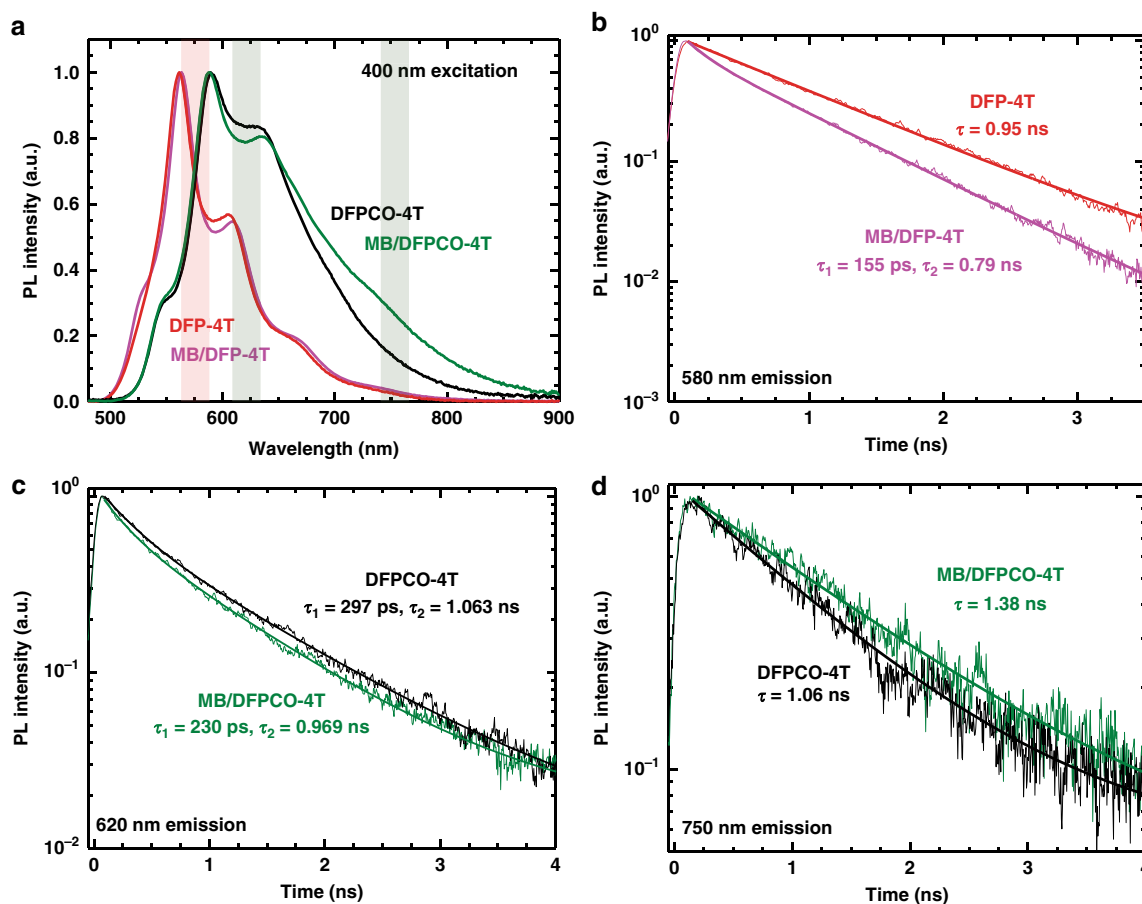 a
400 nm excitation
PL intensity (a.u.)
1.0
0.8
0.6
0.4
0.2
0.0
DFPCO-4T
MB/DFPCO-4T
DFP-4T
MB/DFP-4T
500 600 700 800 900
Wavelength (nm)
b
PL intensity (a.u.)
10⁰
10⁻¹
10⁻²
10⁻³
DFP-4T
τ = 0.95 ns
MB/DFP-4T
τ₁ = 155 ps, τ₂ = 0.79 ns
580 nm emission
0 1 2 3
Time (ns)
c
PL intensity (a.u.)
10⁰
10⁻¹
10⁻²
DFPCO-4T
τ₁ = 297 ps, τ₂ = 1.063 ns
MB/DFPCO-4T
τ₁ = 230 ps, τ₂ = 0.969 ns
620 nm emission
0 1 2 3 4
Time (ns)
d
PL intensity (a.u.)
10⁰
10⁻¹
MB/DFPCO-4T
τ = 1.38 ns
DFPCO-4T
τ = 1.06 ns
750 nm emission
0 1 2 3 4
Time (ns)